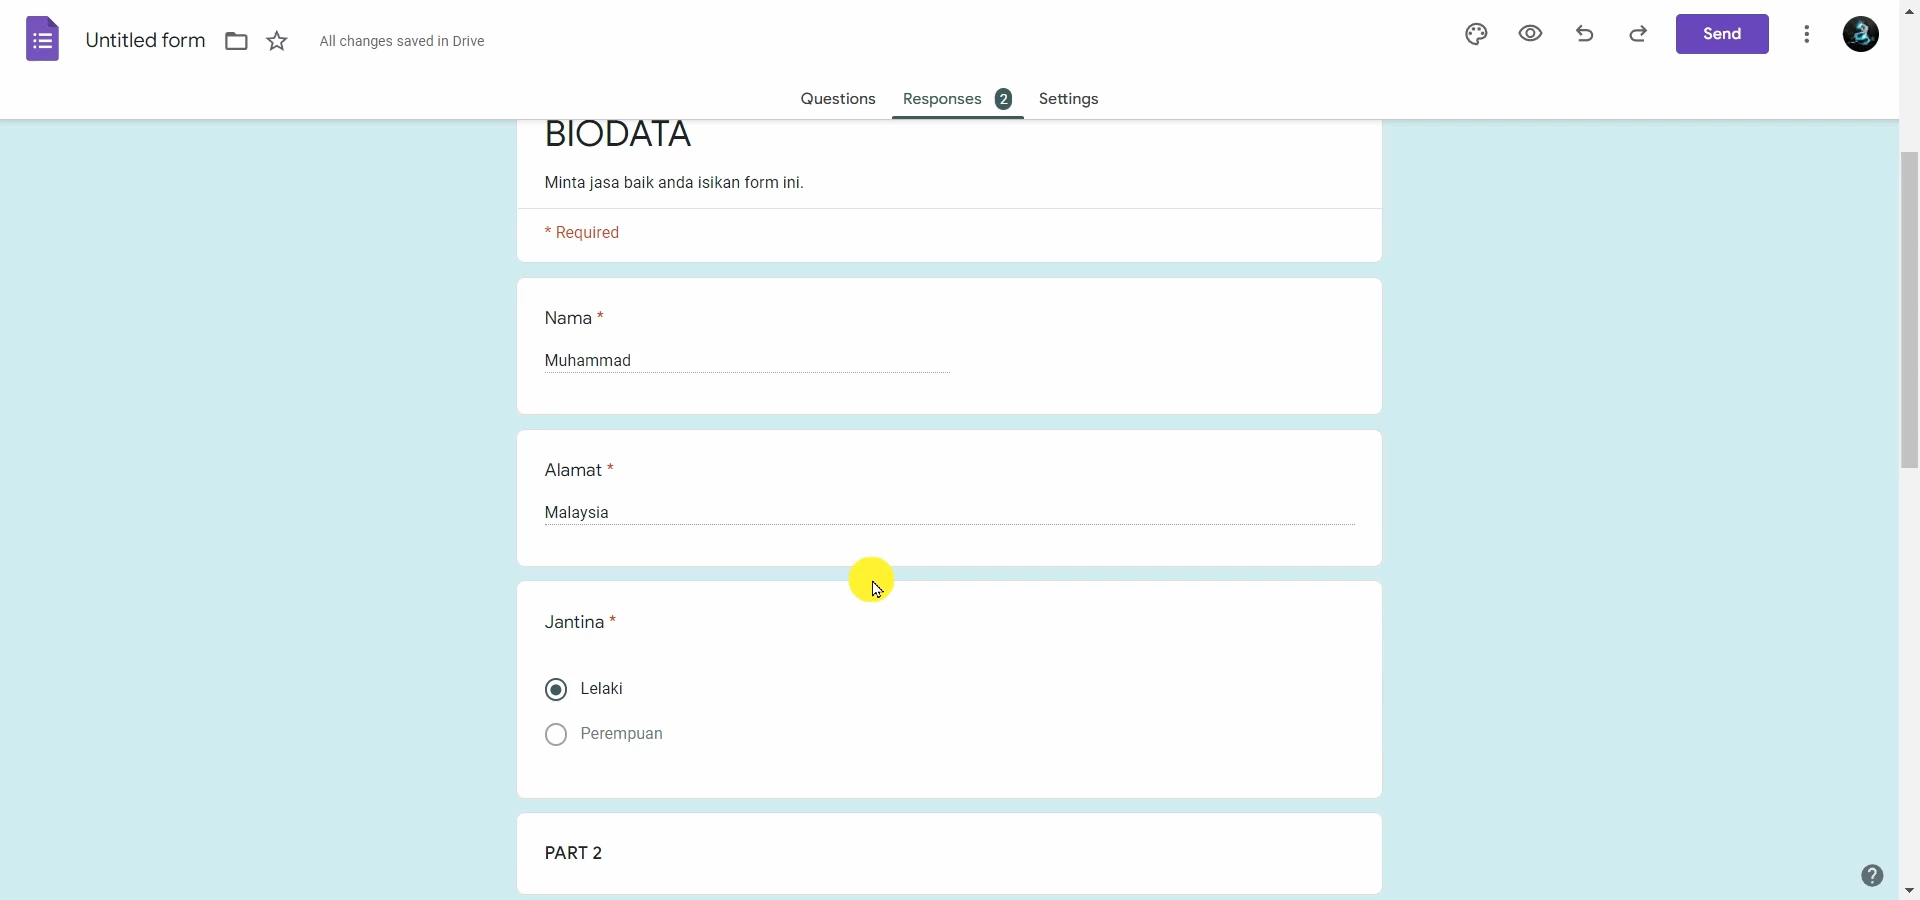 Untitled form
All changes saved in Drive
Send
Questions
Responses 2
Settings
BIODATA
Minta jasa baik anda isikan form ini.
* Required
Nama *
Muhammad
Alamat *
Malaysia
Jantina *
Lelaki
Perempuan
PART 2
?